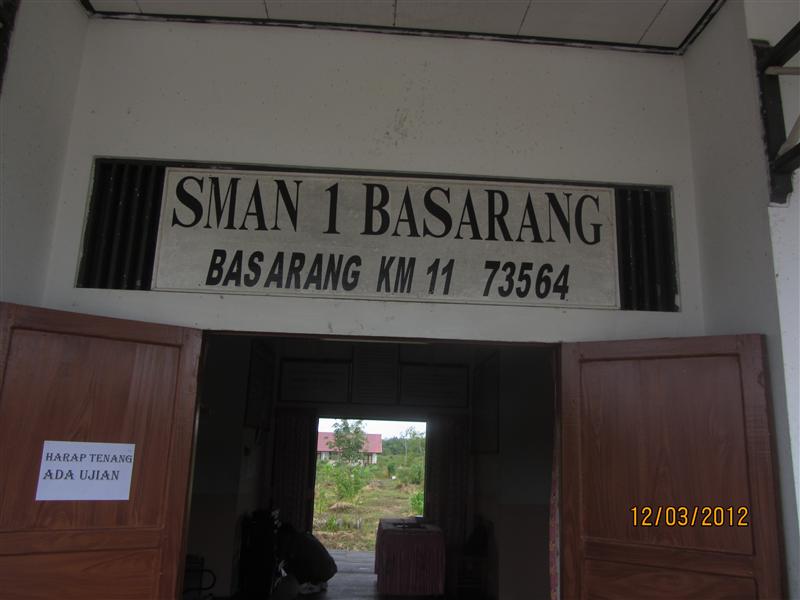 SMAN 1 BASARANG
BASARANG KM 11 73564
HARAP TENANG
ADA UJIAN
12/03/2012